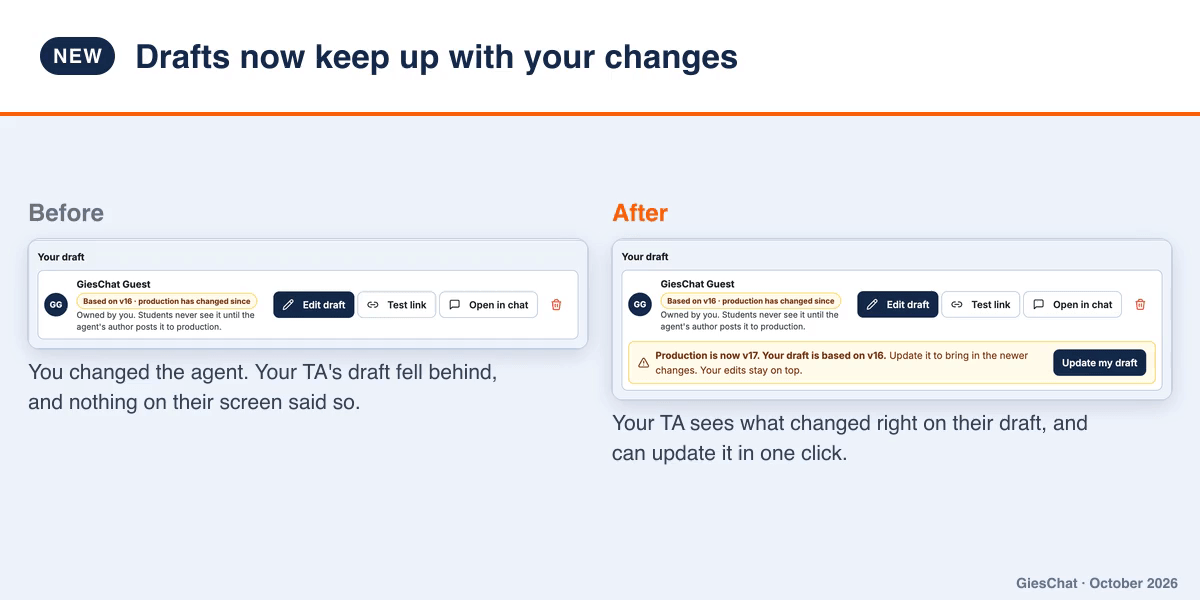 NEW
Drafts now keep up with your changes
Before
Your draft
GG
GiesChat Guest
Based on v16 · production has changed since
Owned by you. Students never see it until the
agent's author posts it to production.
Edit draft
Test link
Open in chat
You changed the agent. Your TA's draft fell behind,
and nothing on their screen said so.
After
Your draft
GG
GiesChat Guest
Based on v16 · production has changed since
Owned by you. Students never see it until the
agent's author posts it to production.
Edit draft
Test link
Open in chat
Production is now v17. Your draft is based on v16. Update it to bring in the newer
changes. Your edits stay on top.
Update my draft
Your TA sees what changed right on their draft, and
can update it in one click.
GiesChat · October 2026